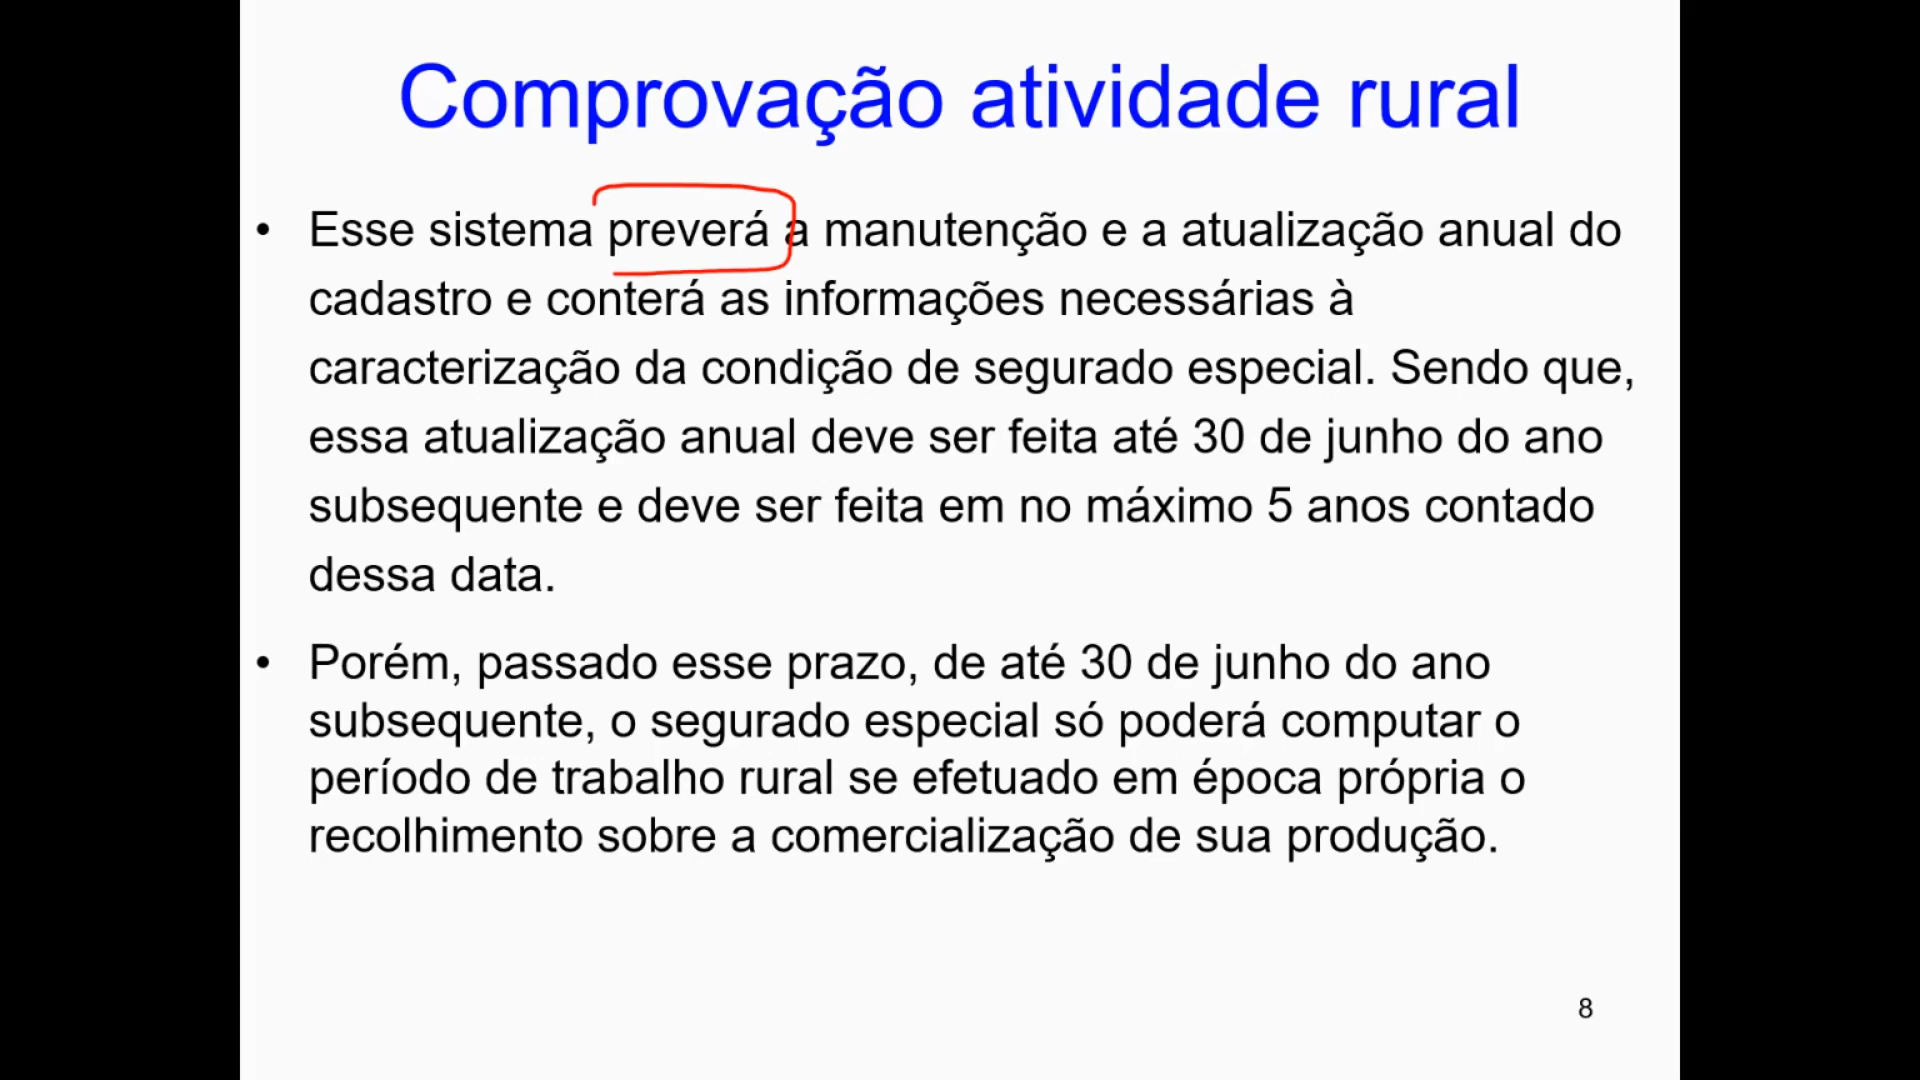 Comprovação atividade rural
• Esse sistema preverá a manutenção e a atualização anual do
cadastro e conterá as informações necessárias à
caracterização da condição de segurado especial. Sendo que,
essa atualização anual deve ser feita até 30 de junho do ano
subsequente e deve ser feita em no máximo 5 anos contado
dessa data.
• Porém, passado esse prazo, de até 30 de junho do ano
subsequente, o segurado especial só poderá computar o
período de trabalho rural se efetuado em época própria o
recolhimento sobre a comercialização de sua produção.
8